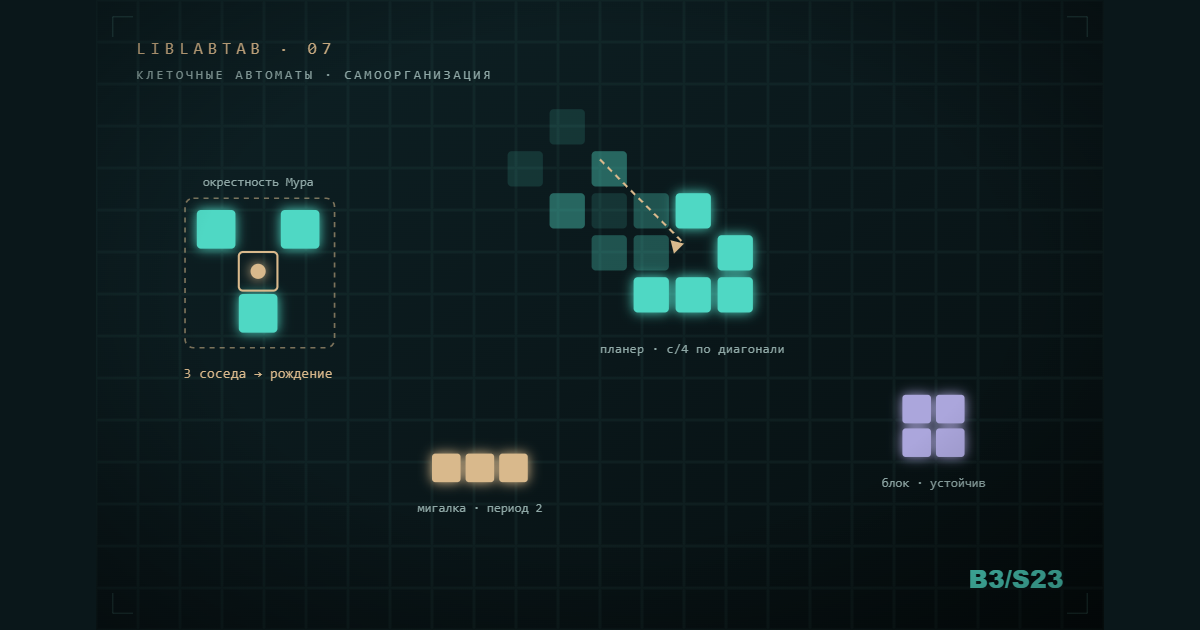 LIBLABTAB · 07
КЛЕТОЧНЫЕ АВТОМАТЫ · САМООРГАНИЗАЦИЯ
окрестность Мура
3 соседа → рождение
планер · c/4 по диагонали
мигалка · период 2
блок · устойчив
B3/S23